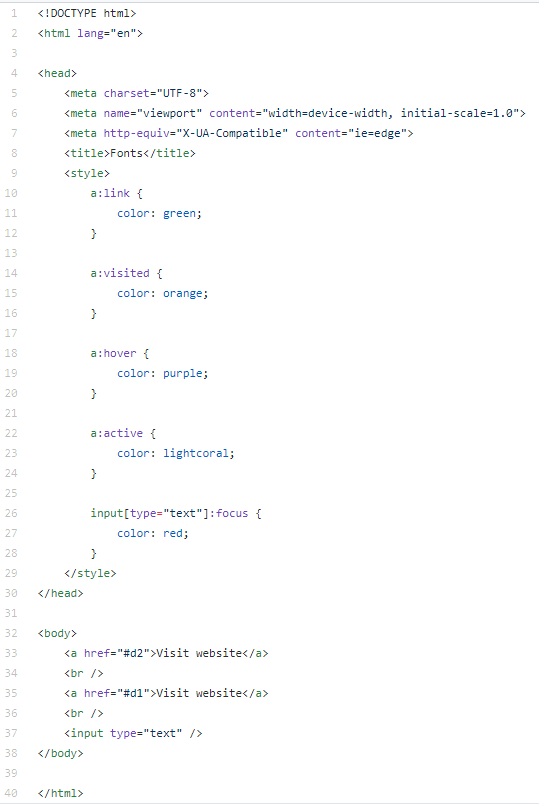 1 <!DOCTYPE html>
2 <html lang="en">
3
4 <head>
5     <meta charset="UTF-8">
6     <meta name="viewport" content="width=device-width, initial-scale=1.0">
7     <meta http-equiv="X-UA-Compatible" content="ie=edge">
8     <title>Fonts</title>
9     <style>
10         a:link {
11             color: green;
12         }
13
14         a:visited {
15             color: orange;
16         }
17
18         a:hover {
19             color: purple;
20         }
21
22         a:active {
23             color: lightcoral;
24         }
25
26         input[type="text"]:focus {
27             color: red;
28         }
29     </style>
30 </head>
31
32 <body>
33     <a href="#d2">Visit website</a>
34     <br />
35     <a href="#d1">Visit website</a>
36     <br />
37     <input type="text" />
38 </body>
39
40 </html>